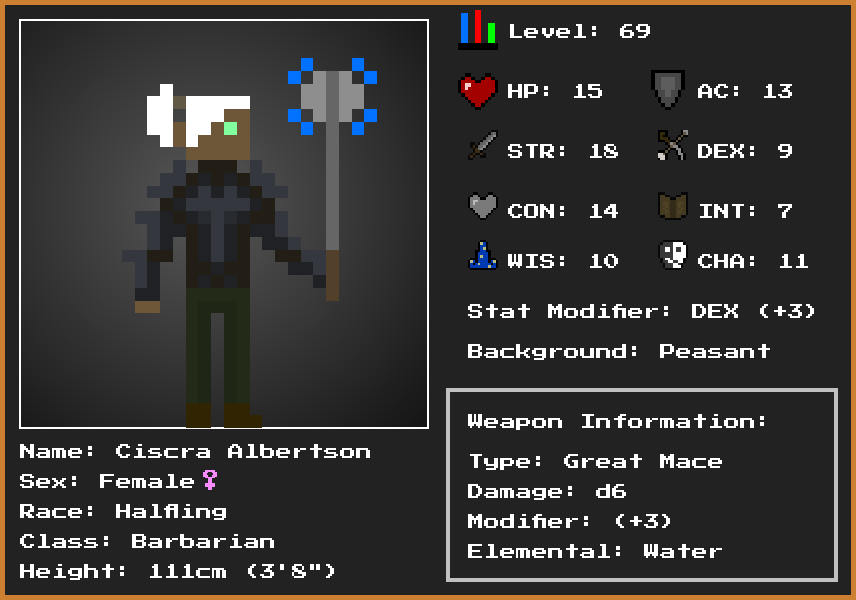 Level: 69
HP: 15
AC: 13
STR: 18
DEX: 9
CON: 14
INT: 7
WIS: 10
CHA: 11
Stat Modifier: DEX (+3)
Background: Peasant
Weapon Information:
Type: Great Mace
Damage: d6
Modifier: (+3)
Elemental: Water
Name: Ciscra Albertson
Sex: Female♀
Race: Halfling
Class: Barbarian
Height: 111cm (3'8")